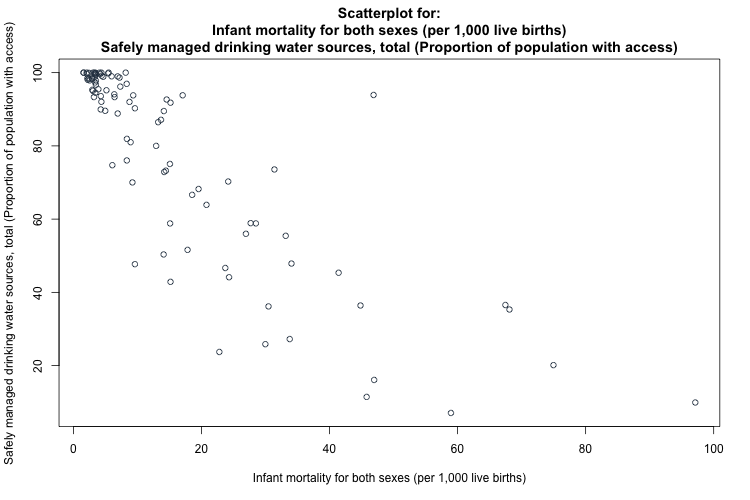 Scatterplot for:
Infant mortality for both sexes (per 1,000 live births)
Safely managed drinking water sources, total (Proportion of population with access)
Safely managed drinking water sources, total (Proportion of population with access)
100
80
60
40
20
0 20 40 60 80 100
Infant mortality for both sexes (per 1,000 live births)